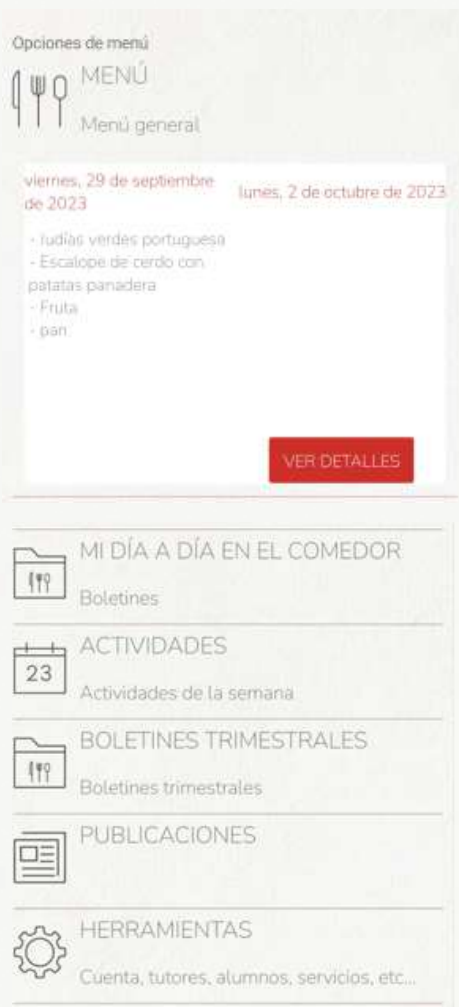 Opciones de menú
MENÚ
Menú general
viernes, 29 de septiembre
de 2023
lunes, 2 de octubre de 2023
- Iudías verdes portuguesa
- Escalope de cerdo con
patatas panadera
- Fruta
- pan
VER DETALLES
MI DÍA A DÍA EN EL COMEDOR
Boletines
23
ACTIVIDADES
Actividades de la semana
BOLETINES TRIMESTRALES
Boletines trimestrales
PUBLICACIONES
HERRAMIENTAS
Cuenta, tutores, alumnos, servicios, etc...